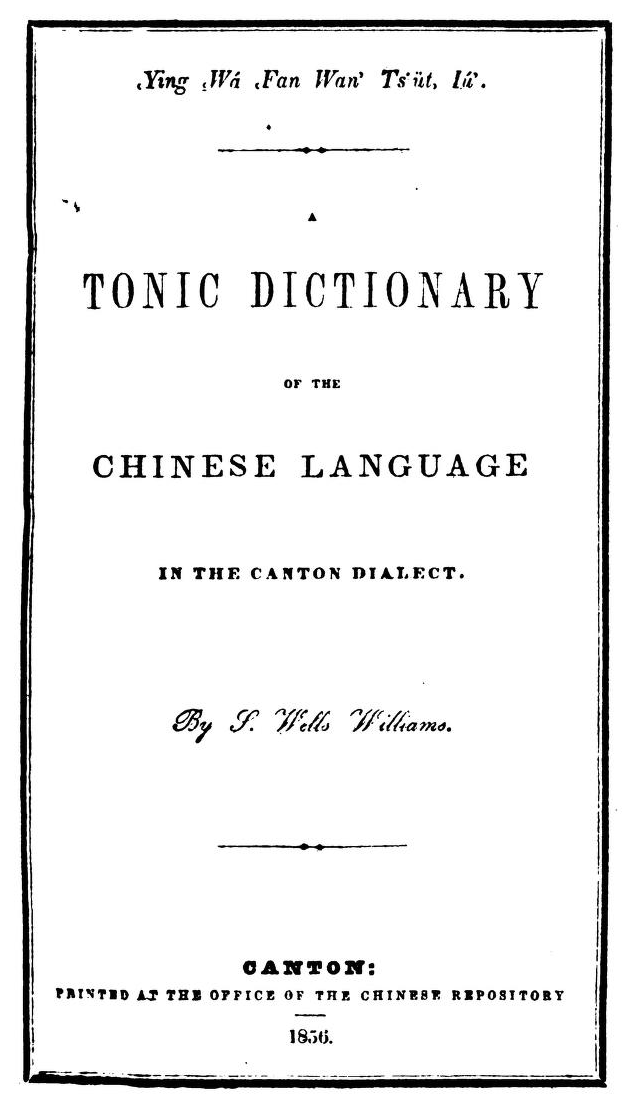 ꜀Ying ꜁Wá ꜀Fan Wan’ Ts‘üt, Iú’.
A
TONIC DICTIONARY
OF THE
CHINESE LANGUAGE
IN THE CANTON DIALECT.
By S. Wells Williams.
CANTON:
PRINTED AT THE OFFICE OF THE CHINESE REPOSITORY
1856.